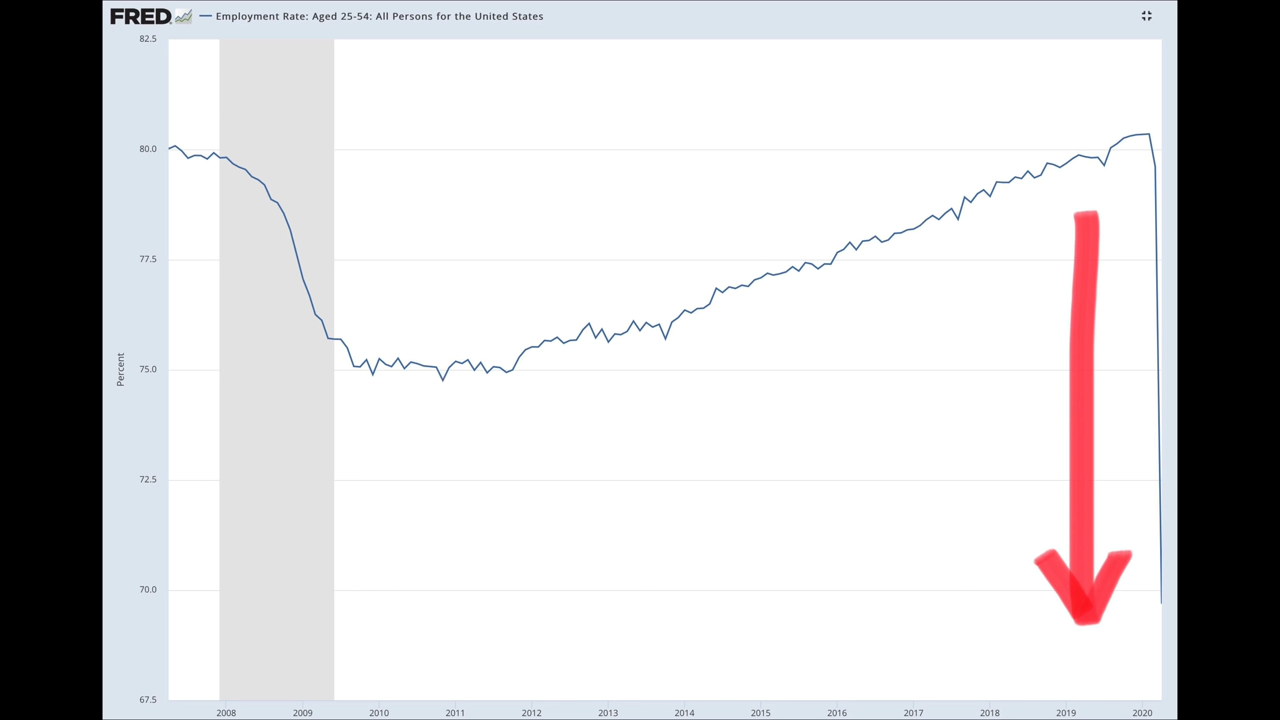 FRED Employment Rate: Aged 25-54: All Persons for the United States
82.5
80.0
77.5
75.0
72.5
70.0
67.5
Percent
2008 2009 2010 2011 2012 2013 2014 2015 2016 2017 2018 2019 2020